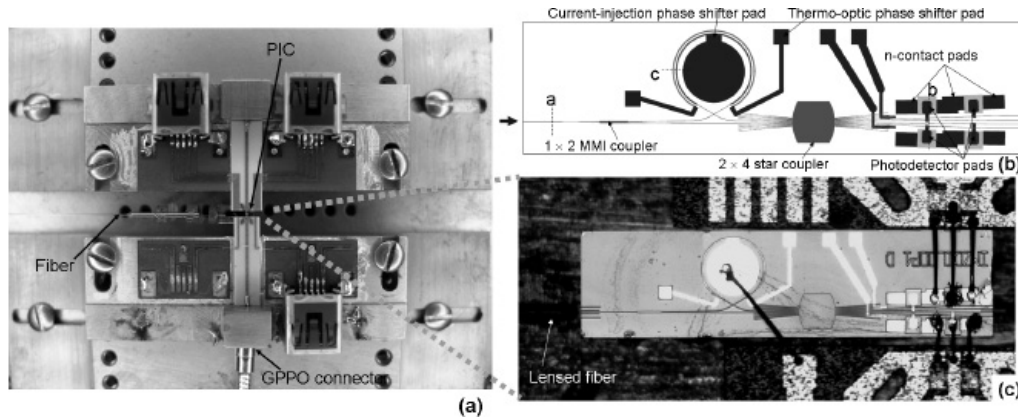 PIC
Fiber
GPPO connector
(a)
Current-injection phase shifter pad
Thermo-optic phase shifter pad
n-contact pads
c
b
a
1 × 2 MMI coupler
2 × 4 star coupler
Photodetector pads
(b)
Lensed fiber
(c)